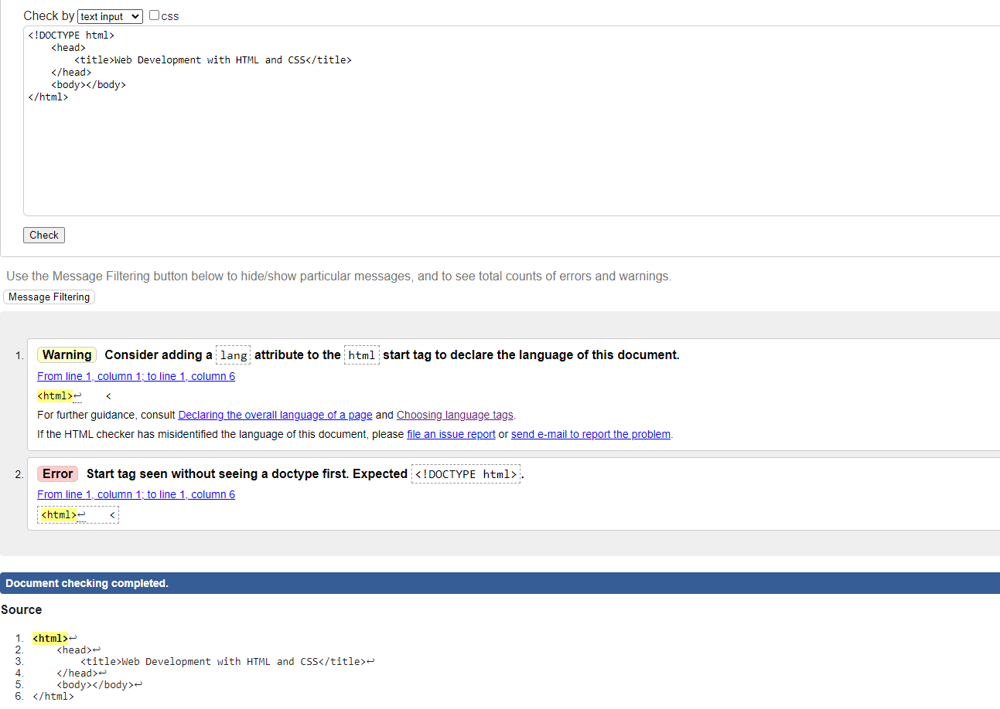 Check by text input css
<!DOCTYPE html>
<head>
<title>Web Development with HTML and CSS</title>
</head>
<body></body>
</html>
Check
Use the Message Filtering button below to hide/show particular messages, and to see total counts of errors and warnings.
Message Filtering
1. Warning Consider adding a lang attribute to the html start tag to declare the language of this document.
From line 1, column 1; to line 1, column 6
<html>↩ <
For further guidance, consult Declaring the overall language of a page and Choosing language tags.
If the HTML checker has misidentified the language of this document, please file an issue report or send e-mail to report the problem.
2. Error Start tag seen without seeing a doctype first. Expected <!DOCTYPE html>.
From line 1, column 1; to line 1, column 6
<html>↩ <
Document checking completed.
Source
1. <html>↩
2. <head>↩
3. <title>Web Development with HTML and CSS</title>↩
4. </head>↩
5. <body></body>↩
6. </html>